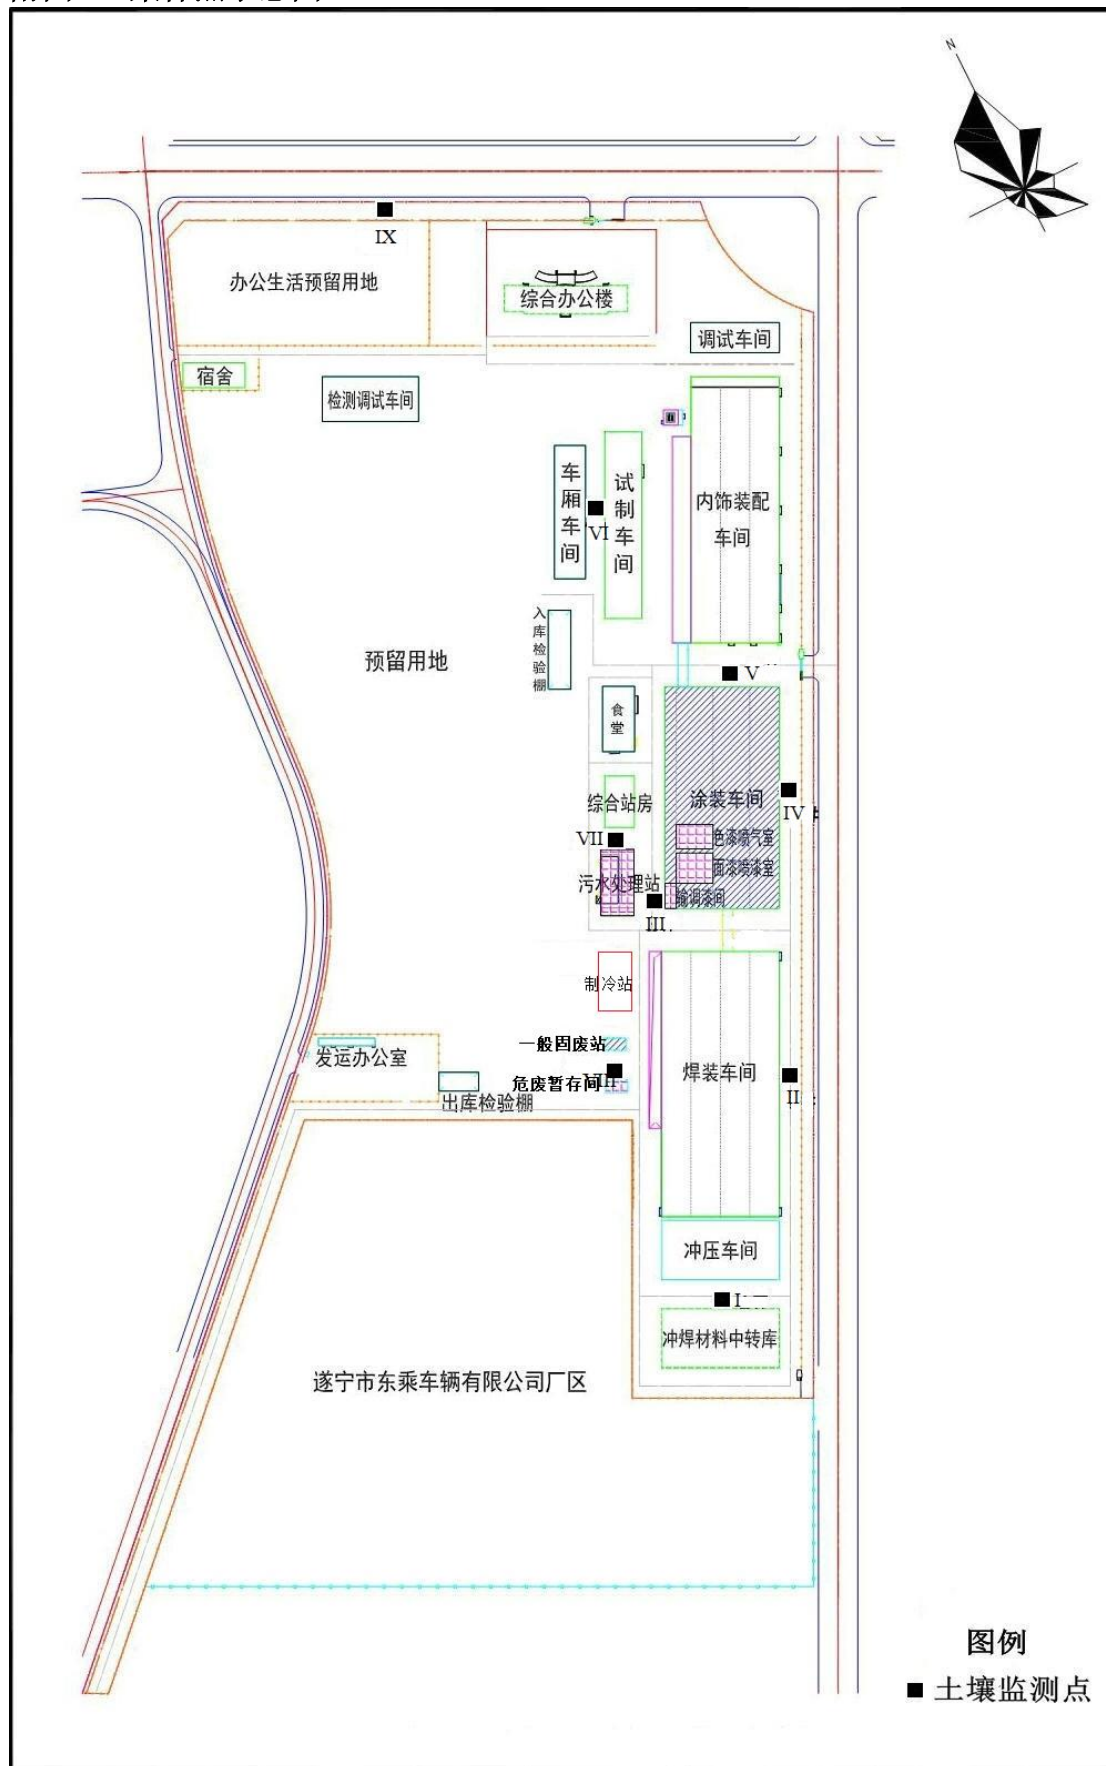 N
IX
办公生活预留用地
综合办公楼
调试车间
宿舍
检测调试车间
车厢车间
VI
试制车间
内饰装配
车间
入库检验棚
预留用地
V
食堂
综合站房
涂装车间
IV
VII
色漆喷气室
面漆喷漆室
污水处理站
输调漆间
III
制冷站
一般固废站
VIII
危废暂存间
焊装车间
II
发运办公室
出库检验棚
冲压车间
I
冲焊材料中转库
遂宁市东乘车辆有限公司厂区
图例
土壤监测点